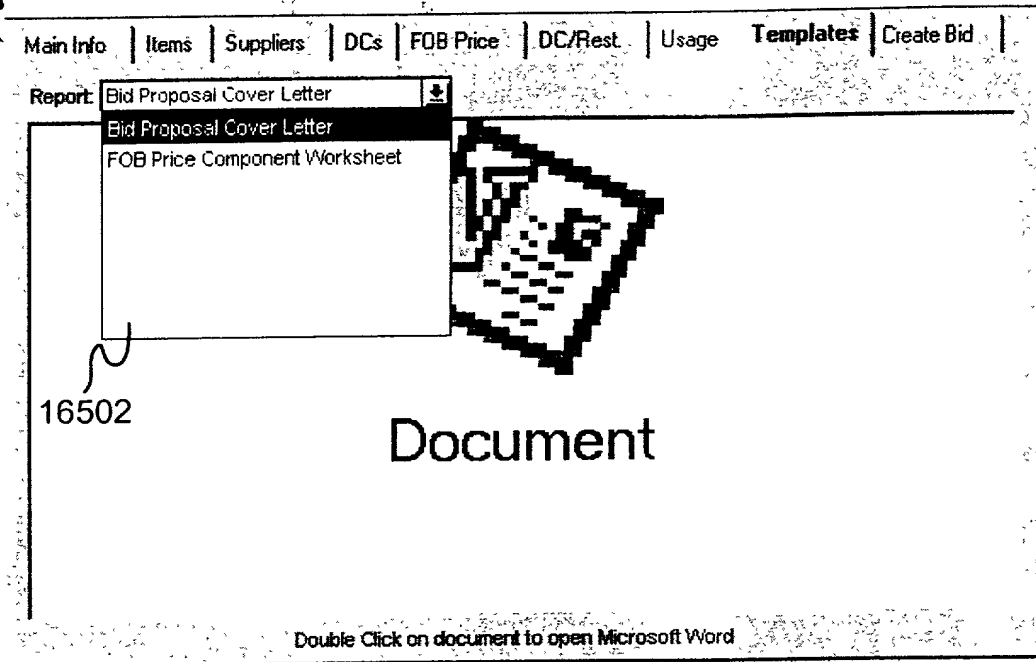 Main Info Items Suppliers DCs FOB Price DC/Rest. Usage Templates Create Bid
Report: Bid Proposal Cover Letter
Bid Proposal Cover Letter
FOB Price Component Worksheet
16502
Document
Double Click on document to open Microsoft Word